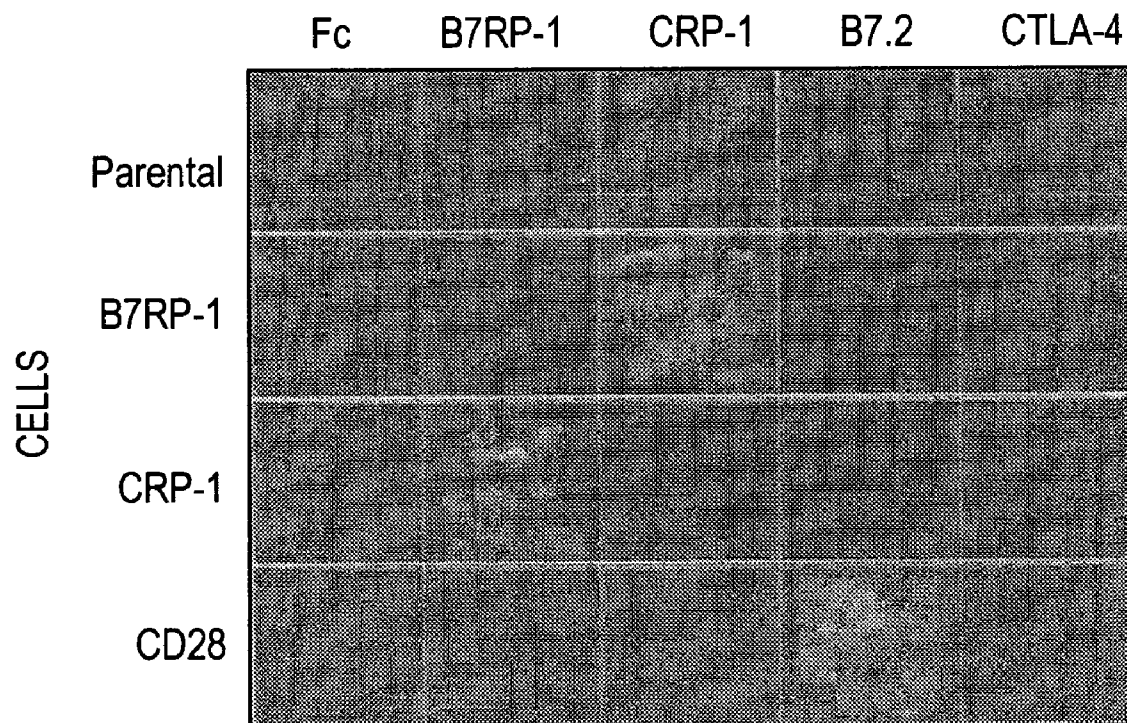 Fc B7RP-1 CRP-1 B7.2 CTLA-4
Parental
B7RP-1
CELLS
CRP-1
CD28